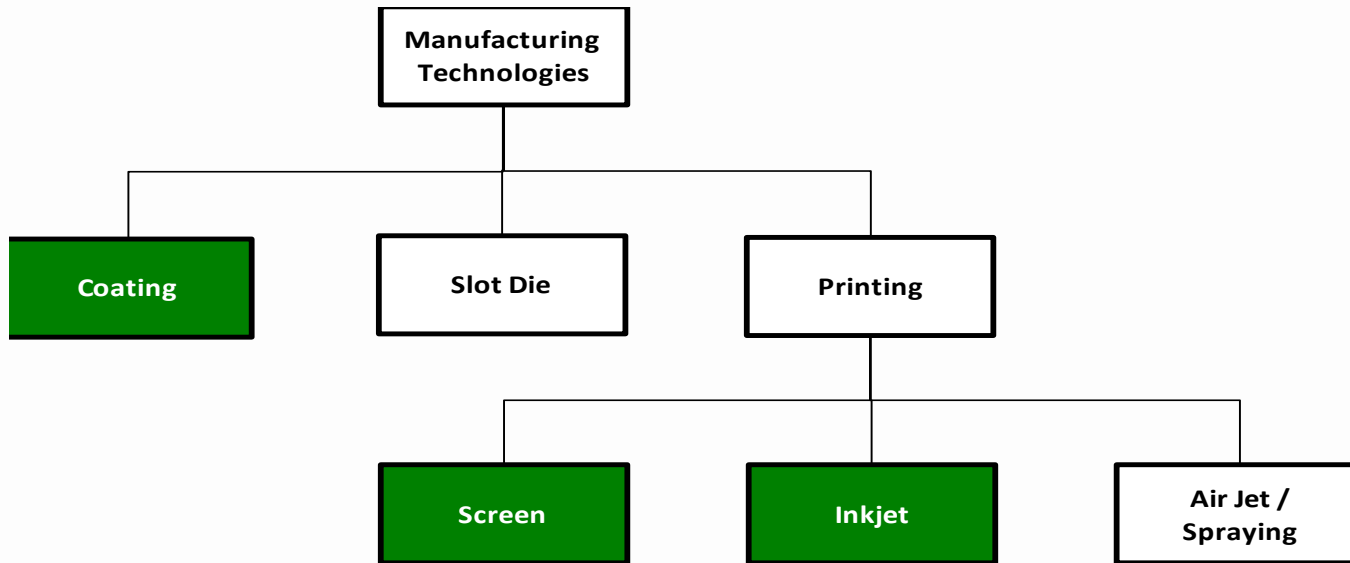 Manufacturing
Technologies
Coating
Slot Die
Printing
Screen
Inkjet
Air Jet /
Spraying